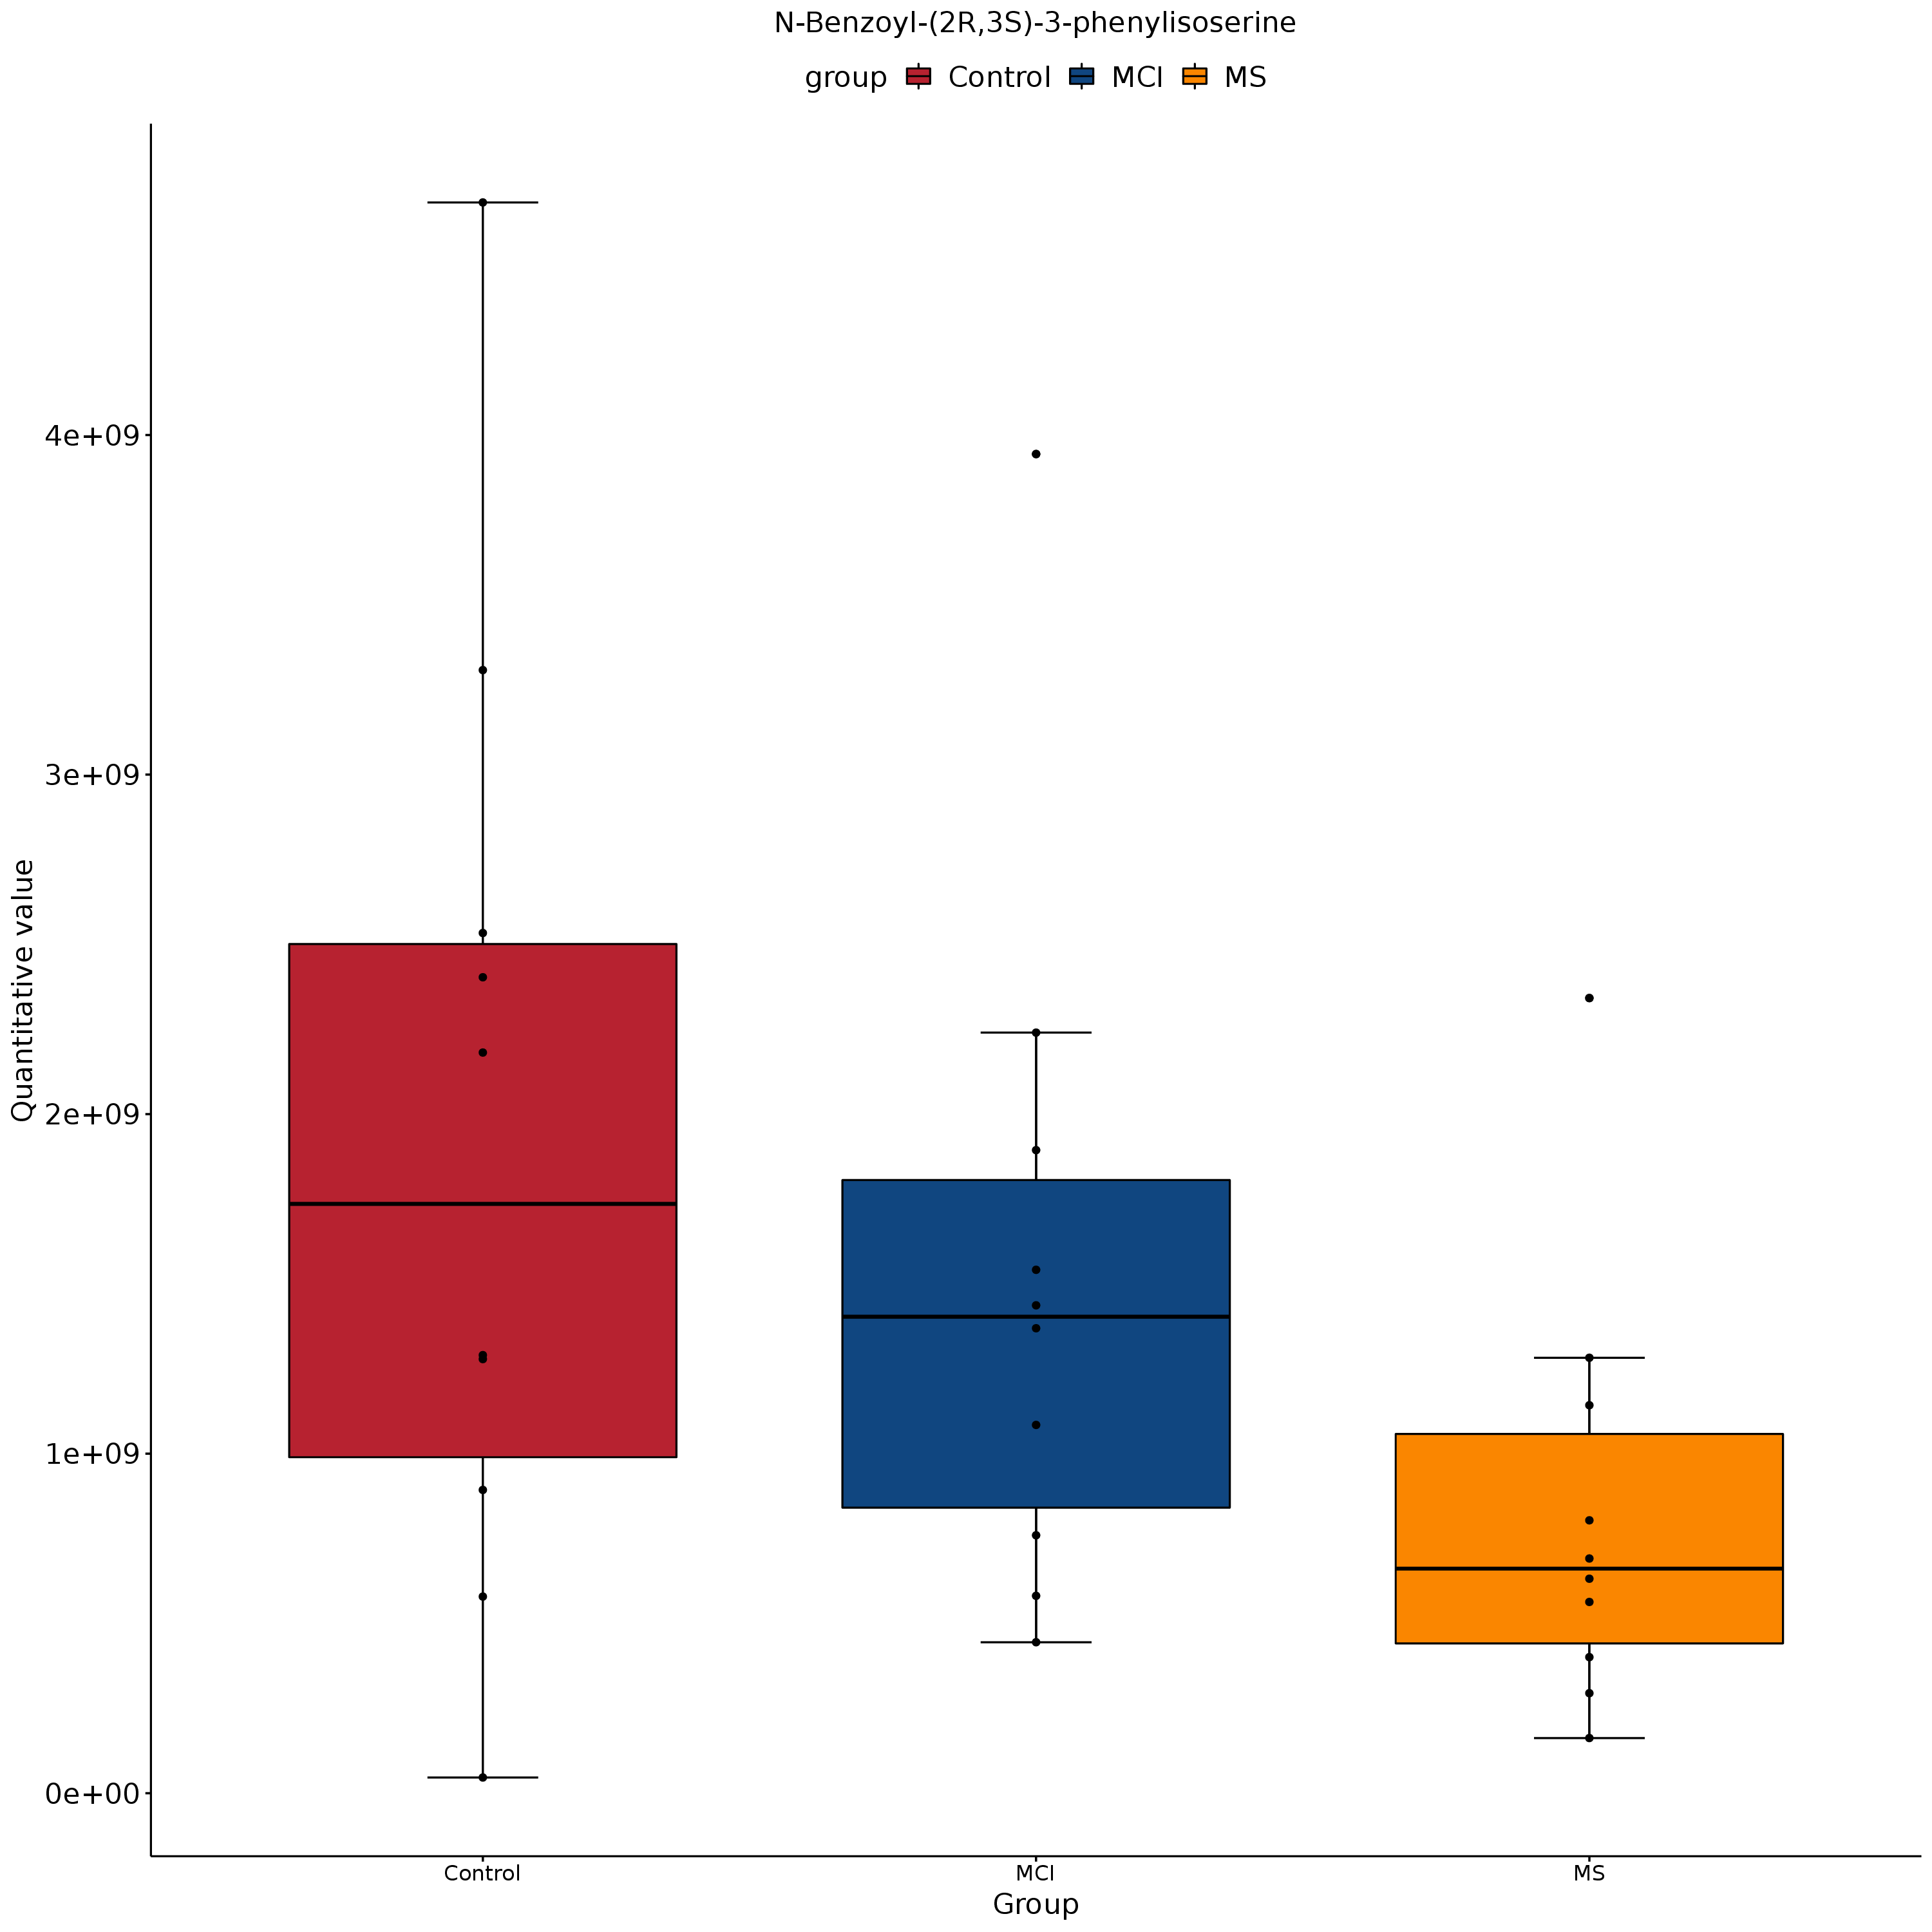 N-Benzoyl-(2R,3S)-3-phenylisoserine
group Control MCI MS
Quantitative value
4e+09
3e+09
2e+09
1e+09
0e+00
Control MCI MS
Group